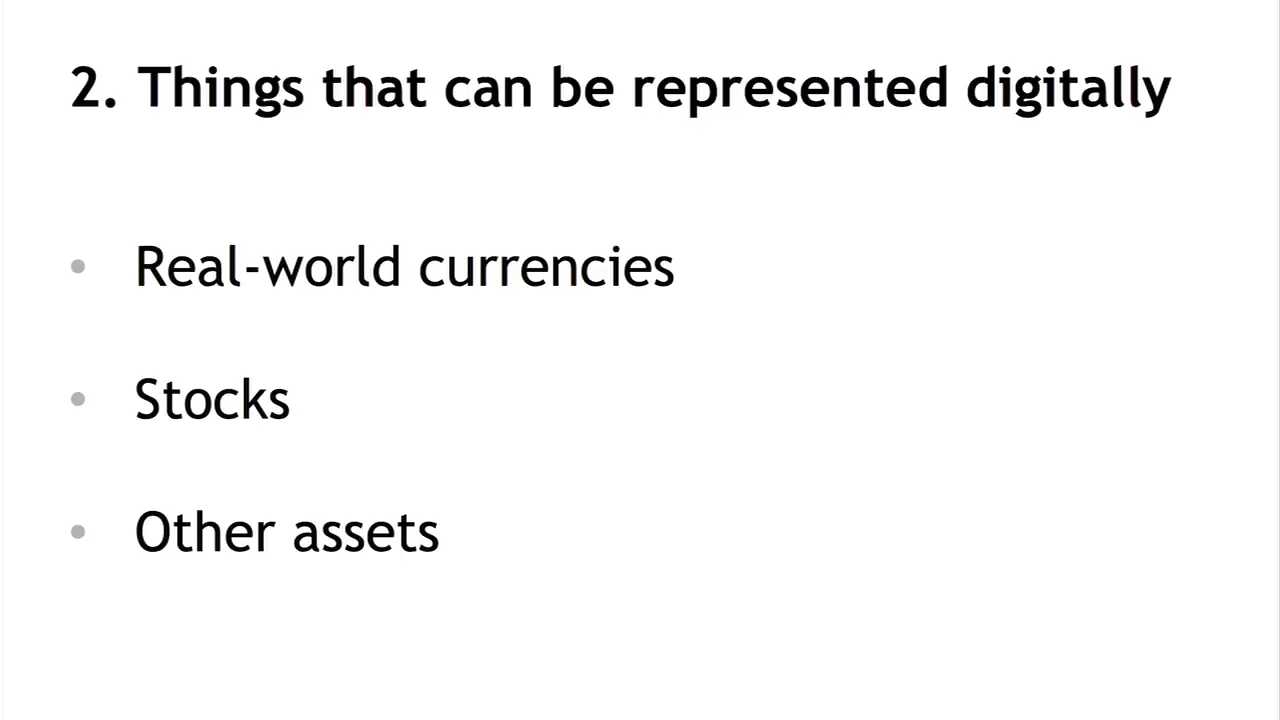 2. Things that can be represented digitally
• Real-world currencies
• Stocks
• Other assets